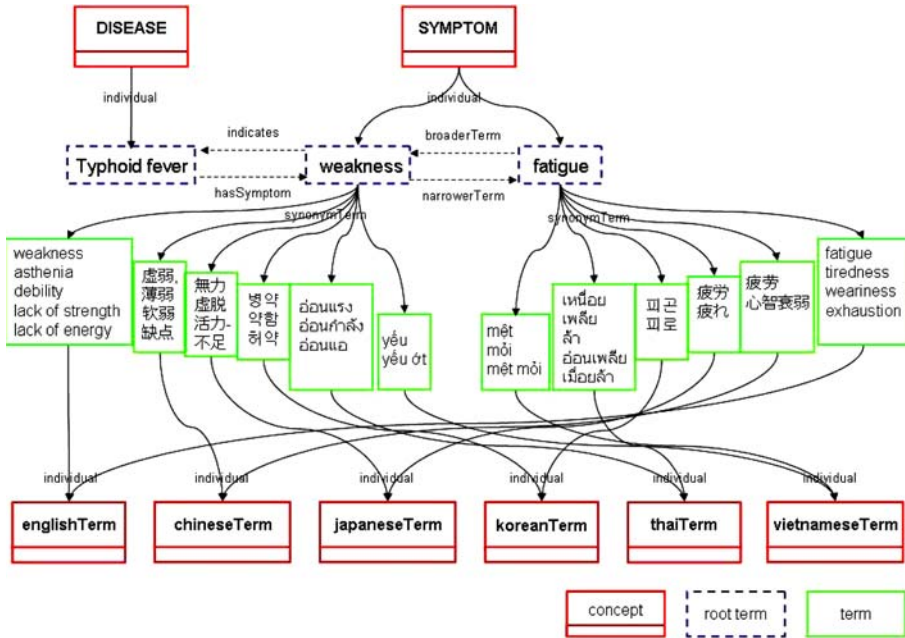 DISEASE
SYMPTOM
individual
individual
indicates
broaderTerm
Typhoid fever
weakness
fatigue
hasSymptom
narrowerTerm
synonymTerm
synonymTerm
weakness
asthenia
debility
lack of strength
lack of energy
虚弱,
薄弱
软弱
缺点
無力
虚脱
活力-
不足
병약
약함
허약
อ่อนแรง
อ่อนกำลัง
อ่อนแอ
yếu
yếu ớt
mệt
mỏi
mệt mỏi
เหนื่อย
เพลีย
ล้า
อ่อนเพลีย
เมื่อยล้า
피곤
피로
疲労
疲れ
疲劳
心智衰弱
fatigue
tiredness
weariness
exhaustion
individual
individual
individual
individual
individual
individual
englishTerm
chineseTerm
japaneseTerm
koreanTerm
thaiTerm
vietnameseTerm
concept
root term
term